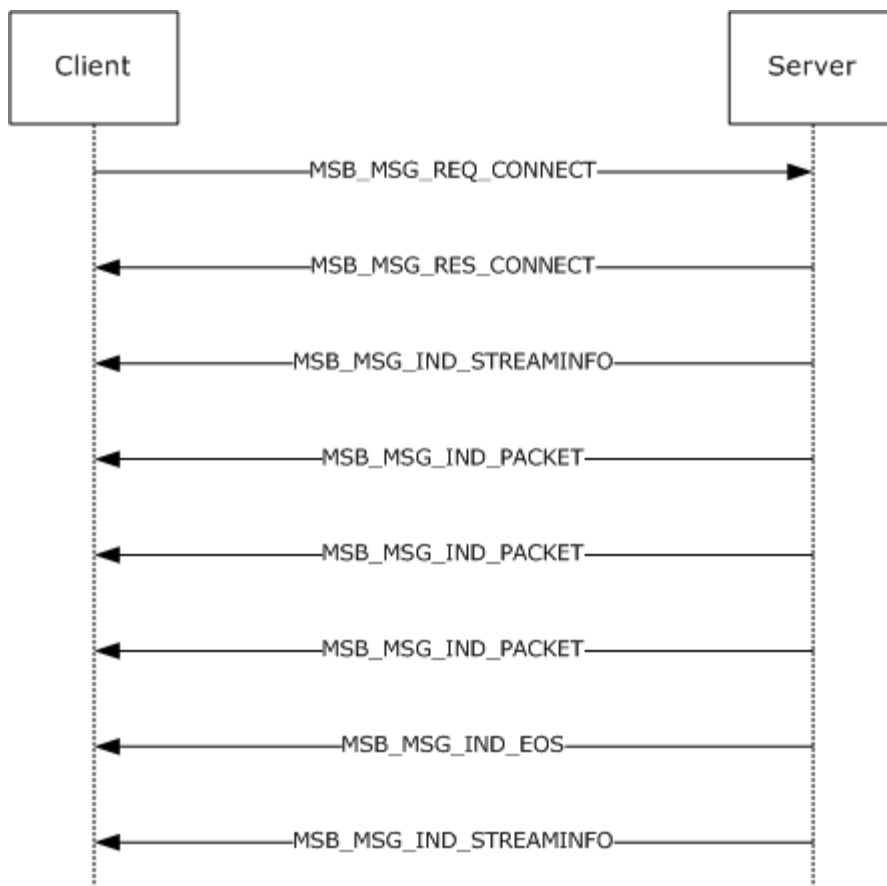 Client
Server
MSB_MSG_REQ_CONNECT
MSB_MSG_RES_CONNECT
MSB_MSG_IND_STREAMINFO
MSB_MSG_IND_PACKET
MSB_MSG_IND_PACKET
MSB_MSG_IND_PACKET
MSB_MSG_IND_EOS
MSB_MSG_IND_STREAMINFO